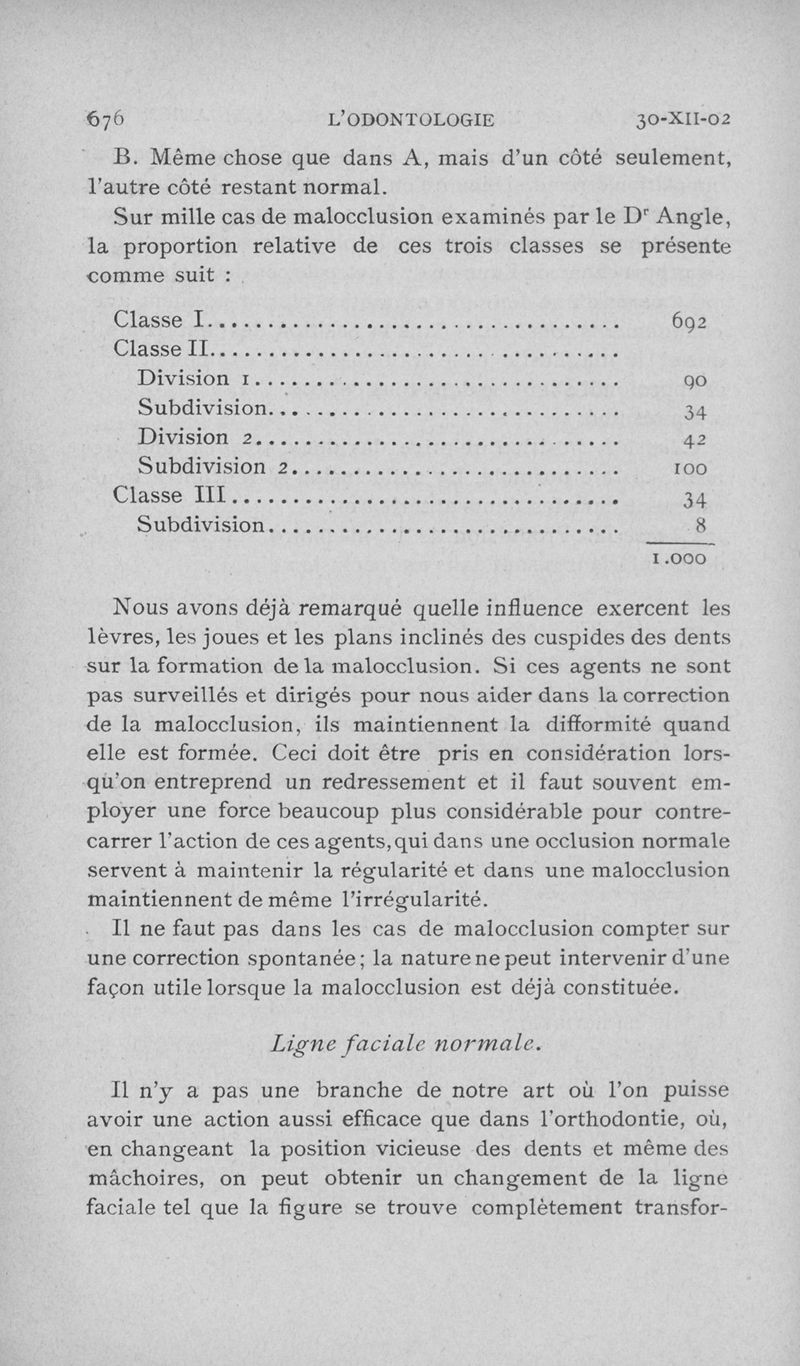 676 L'ODONTOLOGIE 30-XII-02
B. Même chose que dans A, mais d'un côté seulement,
l'autre côté restant normal.
Sur mille cas de malocclusion examinés par le Dr Angle,
la proportion relative de ces trois classes se présente
comme suit :
Classe I. . . . . . . . . . . . . . . . . . . . . . . . . . . . . . . . . . . 692
Classe II. . . . . . . . . . . . . . . . . . . . . . . . . . . . . . . . . . .
Division 1. . . . . . . . . . . . . . . . . . . . . . . . . . . . . . . 90
Subdivision. . . . . . . . . . . . . . . . . . . . . . . . . . . . . . 34
Division 2. . . . . . . . . . . . . . . . . . . . . . . . . . . . . . . 42
Subdivision 2. . . . . . . . . . . . . . . . . . . . . . . . . . . . 100
Classe III. . . . . . . . . . . . . . . . . . . . . . . . . . . . . . . . . 34
Subdivision. . . . . . . . . . . . . . . . . . . . . . . . . . . . . . 8
1.000
Nous avons déjà remarqué quelle influence exercent les
lèvres, les joues et les plans inclinés des cuspides des dents
sur la formation de la malocclusion. Si ces agents ne sont
pas surveillés et dirigés pour nous aider dans la correction
de la malocclusion, ils maintiennent la difformité quand
elle est formée. Ceci doit être pris en considération lors-
qu'on entreprend un redressement et il faut souvent em-
ployer une force beaucoup plus considérable pour contre-
carrer l'action de ces agents, qui dans une occlusion normale
servent à maintenir la régularité et dans une malocclusion
maintiennent de même l'irrégularité.
Il ne faut pas dans les cas de malocclusion compter sur
une correction spontanée; la nature ne peut intervenir d'une
façon utile lorsque la malocclusion est déjà constituée.
Ligne faciale normale.
Il n'y a pas une branche de notre art où l'on puisse
avoir une action aussi efficace que dans l'orthodontie, où,
en changeant la position vicieuse des dents et même des
mâchoires, on peut obtenir un changement de la ligne
faciale tel que la figure se trouve complètement transfor-